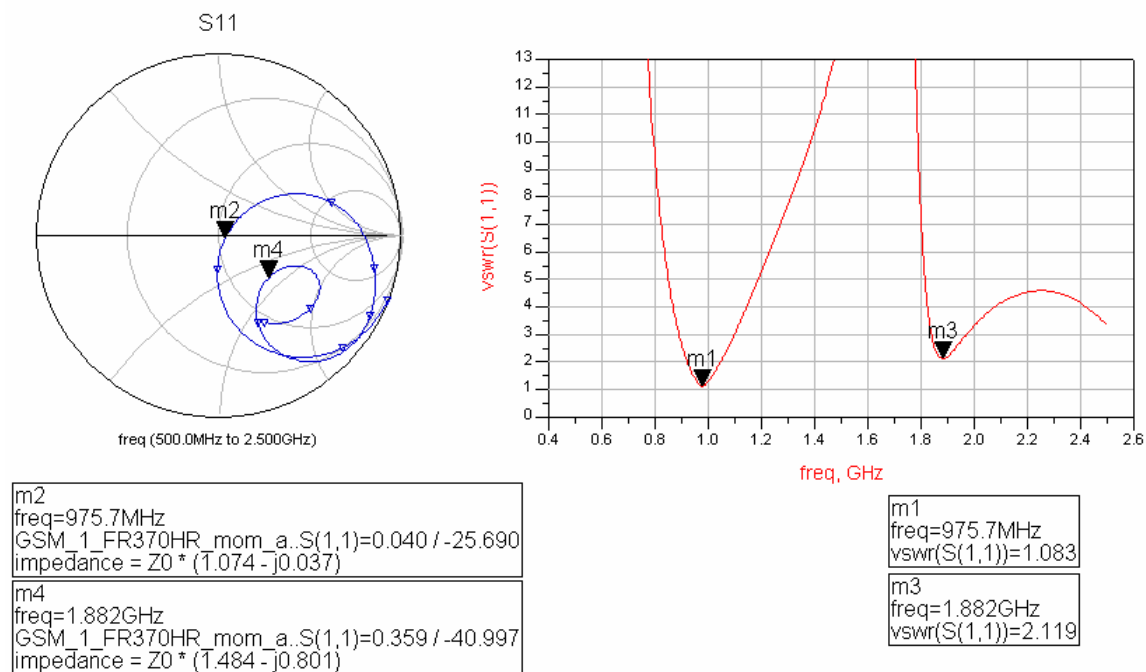 S11
m2
m4
freq (500.0MHz to 2.500GHz)
13
12
11
10
9
8
7
6
5
4
3
2
1
0
vswr(S(1,1))
m1
m3
0.4 0.6 0.8 1.0 1.2 1.4 1.6 1.8 2.0 2.2 2.4 2.6
freq, GHz
m2
freq=975.7MHz
GSM_1_FR370HR_mom_a..S(1,1)=0.040 / -25.690
impedance = Z0 * (1.074 - j0.037)
m4
freq=1.882GHz
GSM_1_FR370HR_mom_a..S(1,1)=0.359 / -40.997
impedance = Z0 * (1.484 - j0.801)
m1
freq=975.7MHz
vswr(S(1,1))=1.083
m3
freq=1.882GHz
vswr(S(1,1))=2.119